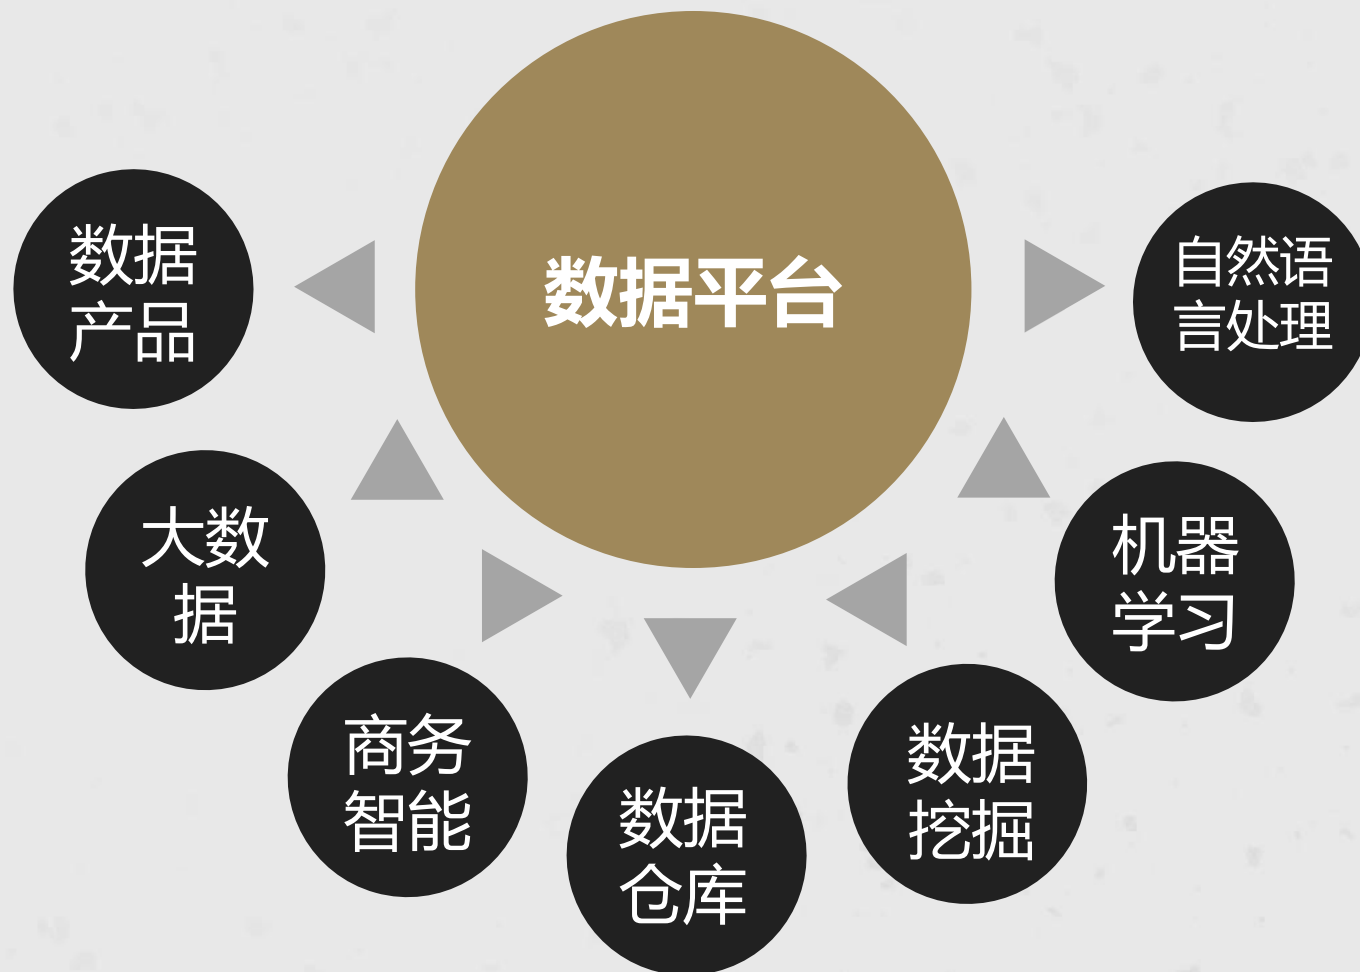 数据平台
数据
产品
大数
据
商务
智能
数据
仓库
数据
挖掘
机器
学习
自然语
言处理